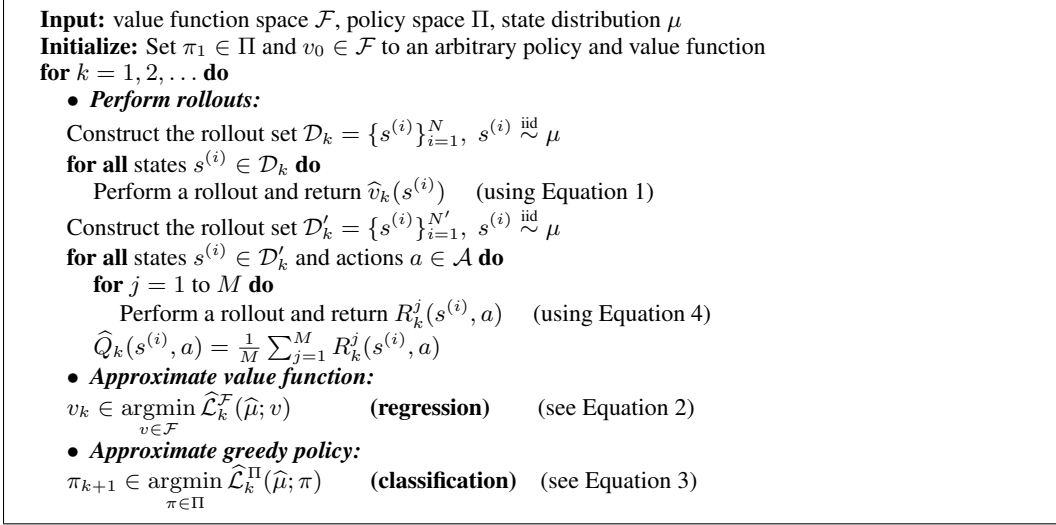 Input: value function space 𝓕, policy space Π, state distribution μ
Initialize: Set π₁ ∈ Π and v₀ ∈ 𝓕 to an arbitrary policy and value function
for k = 1, 2, . . . do
• Perform rollouts:
Construct the rollout set 𝒟ₖ = {s⁽ⁱ⁾}ᵢ₌₁ᴺ, s⁽ⁱ⁾ ∼ⁱⁱᵈ μ
for all states s⁽ⁱ⁾ ∈ 𝒟ₖ do
Perform a rollout and return v̂ₖ(s⁽ⁱ⁾) (using Equation 1)
Construct the rollout set 𝒟′ₖ = {s⁽ⁱ⁾}ᵢ₌₁ᴺ′, s⁽ⁱ⁾ ∼ⁱⁱᵈ μ
for all states s⁽ⁱ⁾ ∈ 𝒟′ₖ and actions a ∈ 𝒜 do
for j = 1 to M do
Perform a rollout and return Rₖʲ(s⁽ⁱ⁾, a) (using Equation 4)
Q̂ₖ(s⁽ⁱ⁾, a) = 1/M ∑ⱼ₌₁ᴹ Rₖʲ(s⁽ⁱ⁾, a)
• Approximate value function:
vₖ ∈ argmin_{v∈𝓕} 𝓛̂ₖ^𝓕(μ̂; v) (regression) (see Equation 2)
• Approximate greedy policy:
πₖ₊₁ ∈ argmin_{π∈Π} 𝓛̂ₖ^Π(μ̂; π) (classification) (see Equation 3)